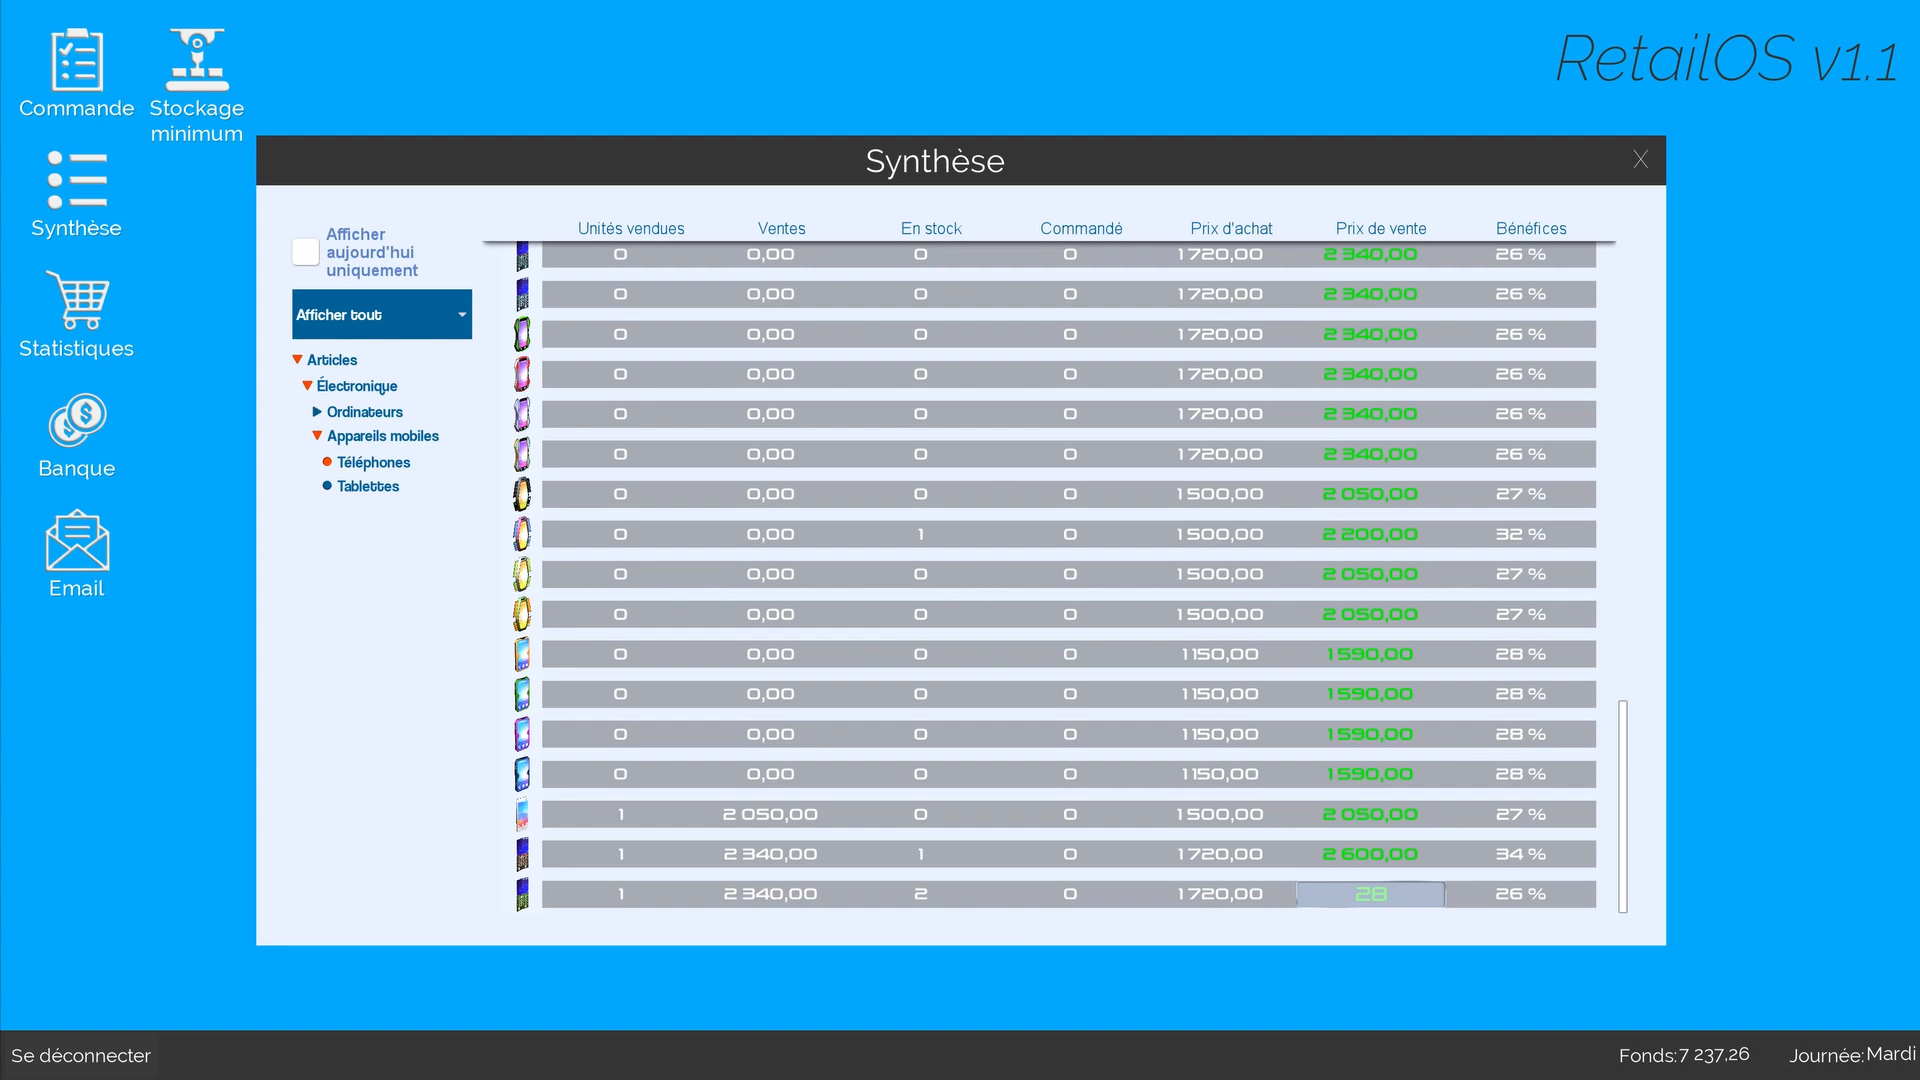 RetailOS v1.1
Commande
Stockage
minimum
Synthèse
Statistiques
Banque
Email
Synthèse
X
Afficher
aujourd'hui
uniquement
Afficher tout
Articles
Électronique
Ordinateurs
Appareils mobiles
Téléphones
Tablettes
Unités vendues Ventes En stock Commandé Prix d'achat Prix de vente Bénéfices
0 0,00 0 0 1 720,00 2 340,00 26 %
0 0,00 0 0 1 720,00 2 340,00 26 %
0 0,00 0 0 1 720,00 2 340,00 26 %
0 0,00 0 0 1 720,00 2 340,00 26 %
0 0,00 0 0 1 720,00 2 340,00 26 %
0 0,00 0 0 1 720,00 2 340,00 26 %
0 0,00 0 0 1 500,00 2 050,00 27 %
0 0,00 1 0 1 500,00 2 200,00 32 %
0 0,00 0 0 1 500,00 2 050,00 27 %
0 0,00 0 0 1 500,00 2 050,00 27 %
0 0,00 0 0 1 150,00 1 590,00 28 %
0 0,00 0 0 1 150,00 1 590,00 28 %
0 0,00 0 0 1 150,00 1 590,00 28 %
0 0,00 0 0 1 150,00 1 590,00 28 %
1 2 050,00 0 0 1 500,00 2 050,00 27 %
1 2 340,00 1 0 1 720,00 2 600,00 34 %
1 2 340,00 2 0 1 720,00 28 26 %
Se déconnecter
Fonds: 7 237,26
Journée: Mardi